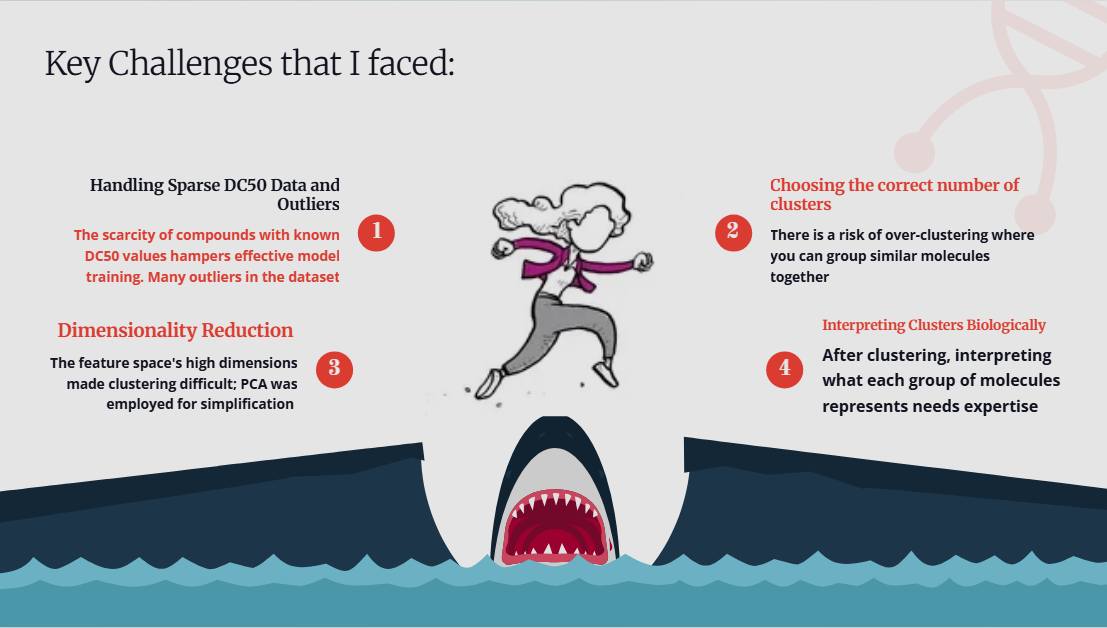 Key Challenges that I faced:
Handling Sparse DC50 Data and
Outliers
The scarcity of compounds with known
DC50 values hampers effective model
training. Many outliers in the dataset
1
2
Choosing the correct number of
clusters
There is a risk of over-clustering where
you can group similar molecules
together
Dimensionality Reduction
The feature space's high dimensions
made clustering difficult; PCA was
employed for simplification
3
4
Interpreting Clusters Biologically
After clustering, interpreting
what each group of molecules
represents needs expertise